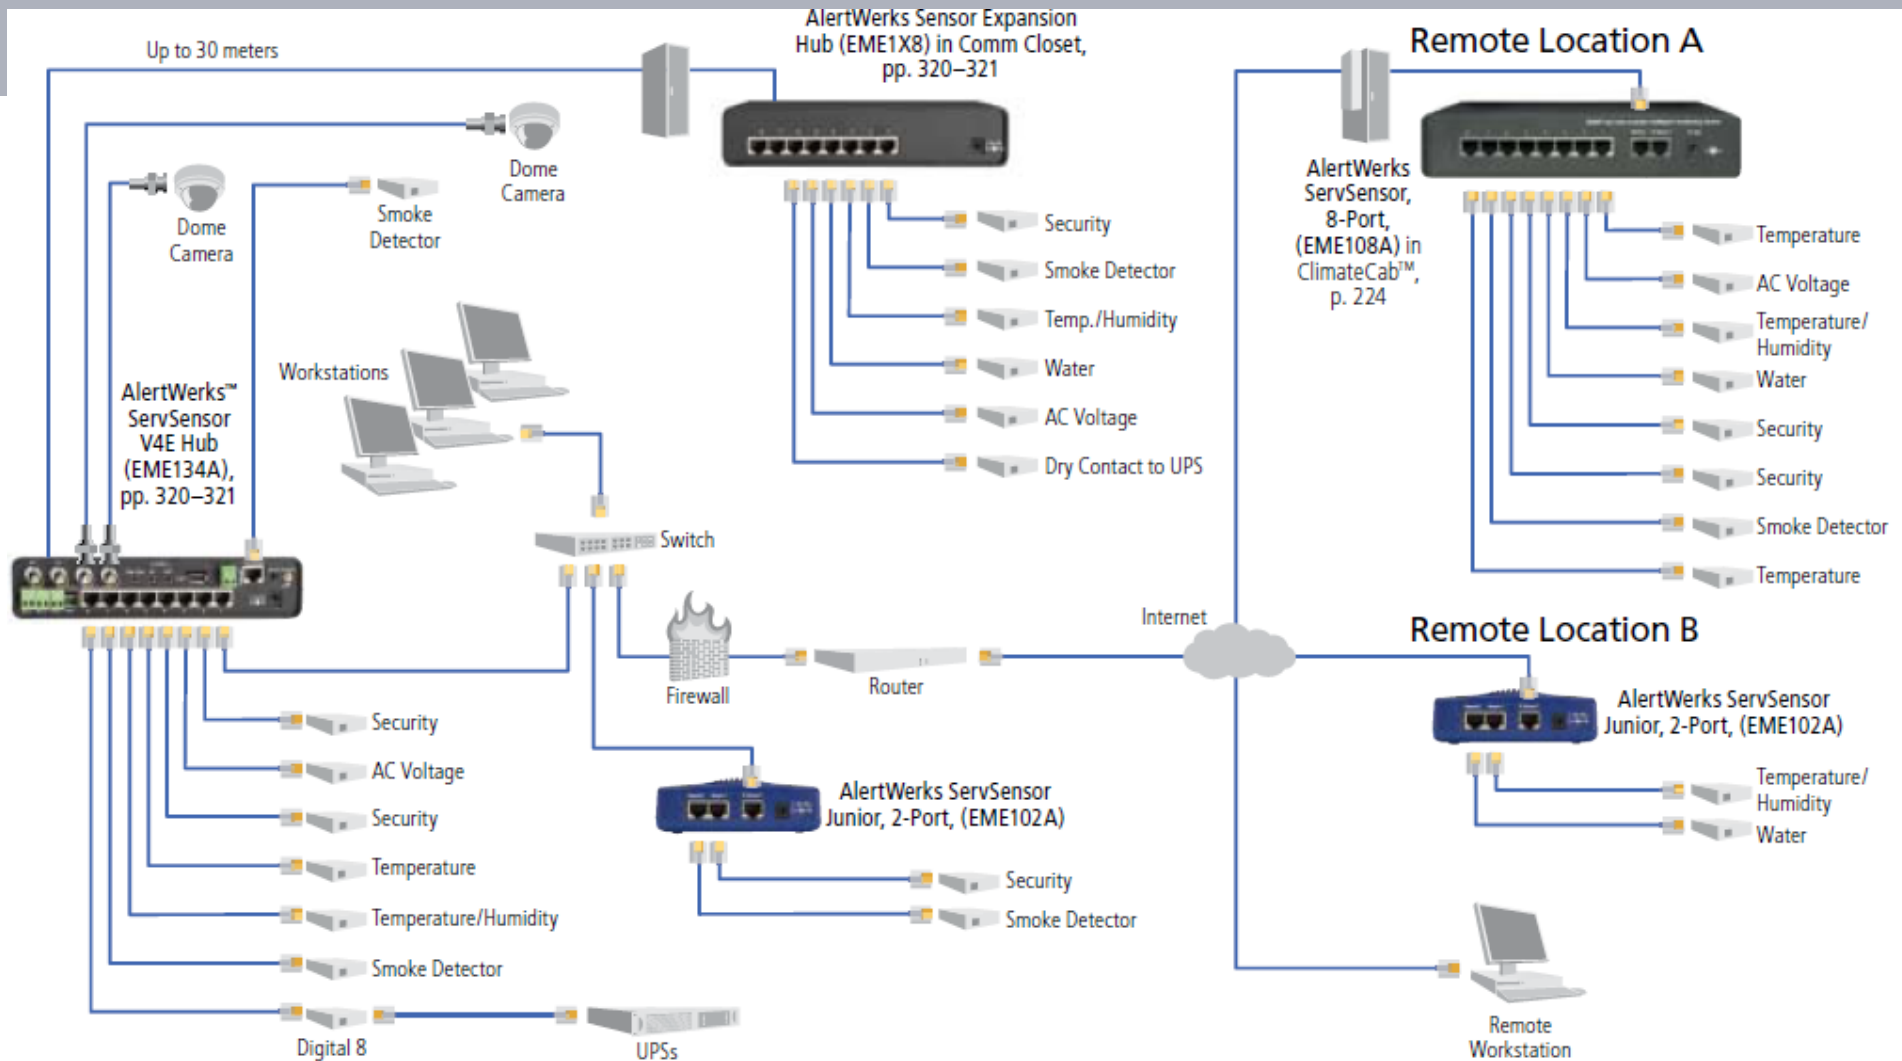 Up to 30 meters
AlertWerks Sensor Expansion
Hub (EME1X8) in Comm Closet,
pp. 320–321
Remote Location A
Dome
Camera
Dome
Camera
Smoke
Detector
Security
Smoke Detector
Temp./Humidity
Water
AC Voltage
Dry Contact to UPS
AlertWerks
ServSensor,
8-Port,
(EME108A) in
ClimateCab™,
p. 224
Temperature
AC Voltage
Temperature/
Humidity
Water
Security
Security
Smoke Detector
Temperature
Workstations
AlertWerks™
ServSensor
V4E Hub
(EME134A),
pp. 320–321
Switch
Firewall
Router
Internet
Remote Location B
AlertWerks ServSensor
Junior, 2-Port, (EME102A)
Temperature/
Humidity
Water
Security
AC Voltage
Security
Temperature
Temperature/Humidity
Smoke Detector
Digital 8
UPSs
AlertWerks ServSensor
Junior, 2-Port, (EME102A)
Security
Smoke Detector
Remote
Workstation